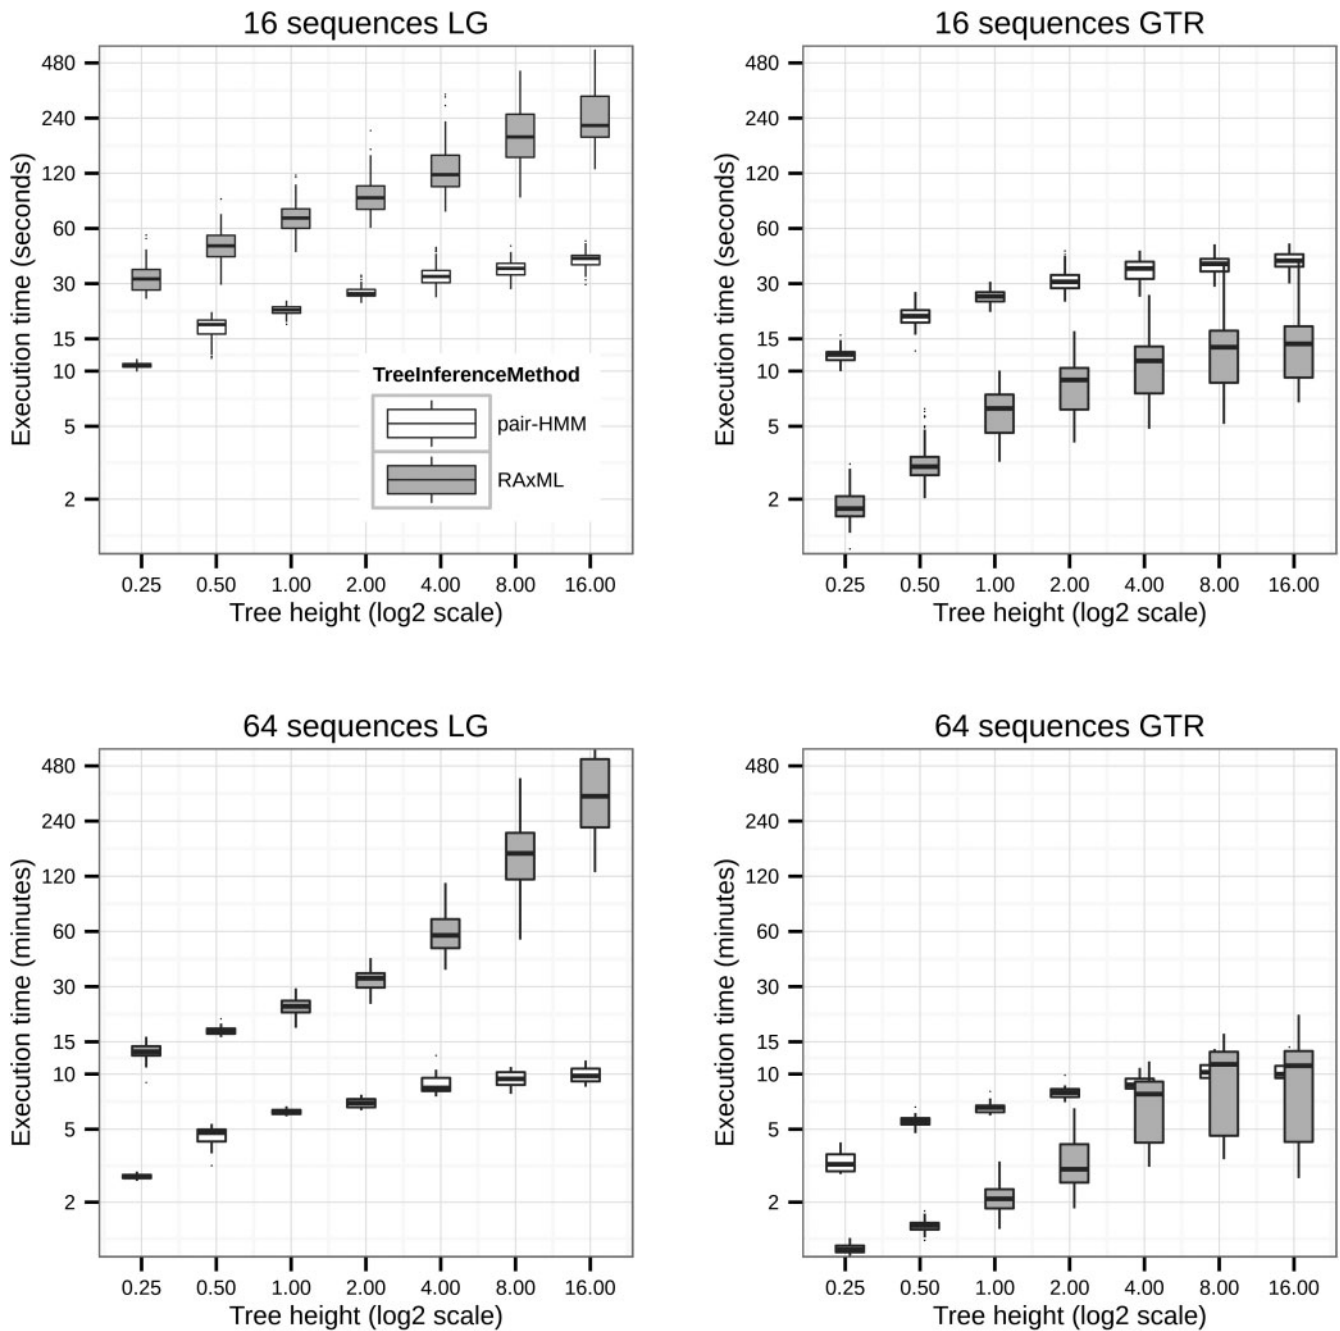 16 sequences LG
Execution time (seconds)
480
240
120
60
30
15
10
5
2
TreeInferenceMethod
pair-HMM
RAxML
0.25 0.50 1.00 2.00 4.00 8.00 16.00
Tree height (log2 scale)
16 sequences GTR
Execution time (seconds)
480
240
120
60
30
15
10
5
2
0.25 0.50 1.00 2.00 4.00 8.00 16.00
Tree height (log2 scale)
64 sequences LG
Execution time (minutes)
480
240
120
60
30
15
10
5
2
0.25 0.50 1.00 2.00 4.00 8.00 16.00
Tree height (log2 scale)
64 sequences GTR
Execution time (minutes)
480
240
120
60
30
15
10
5
2
0.25 0.50 1.00 2.00 4.00 8.00 16.00
Tree height (log2 scale)